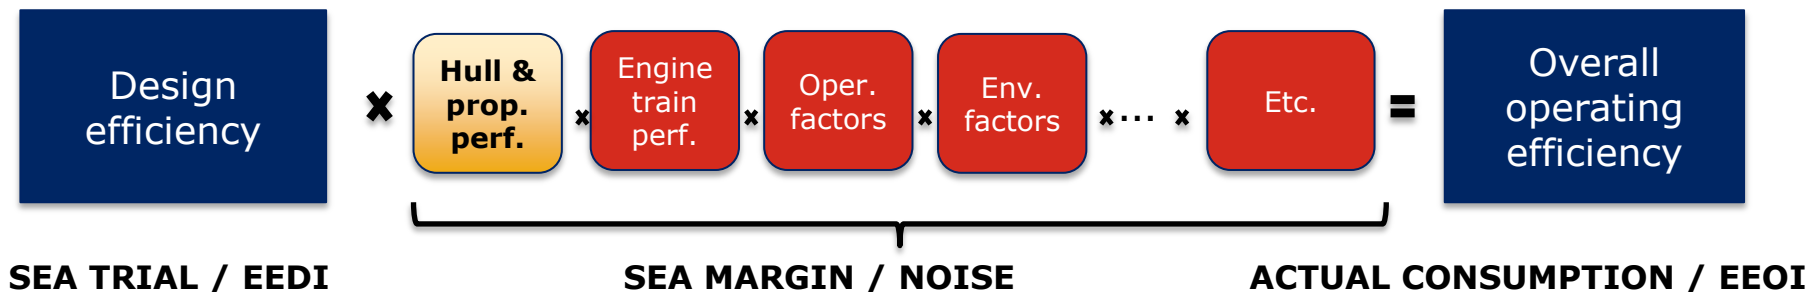 Design
efficiency
×
Hull &
prop.
perf.
×
Engine
train
perf.
×
Oper.
factors
×
Env.
factors
×... ×
Etc.
=
Overall
operating
efficiency
SEA TRIAL / EEDI
SEA MARGIN / NOISE
ACTUAL CONSUMPTION / EEOI